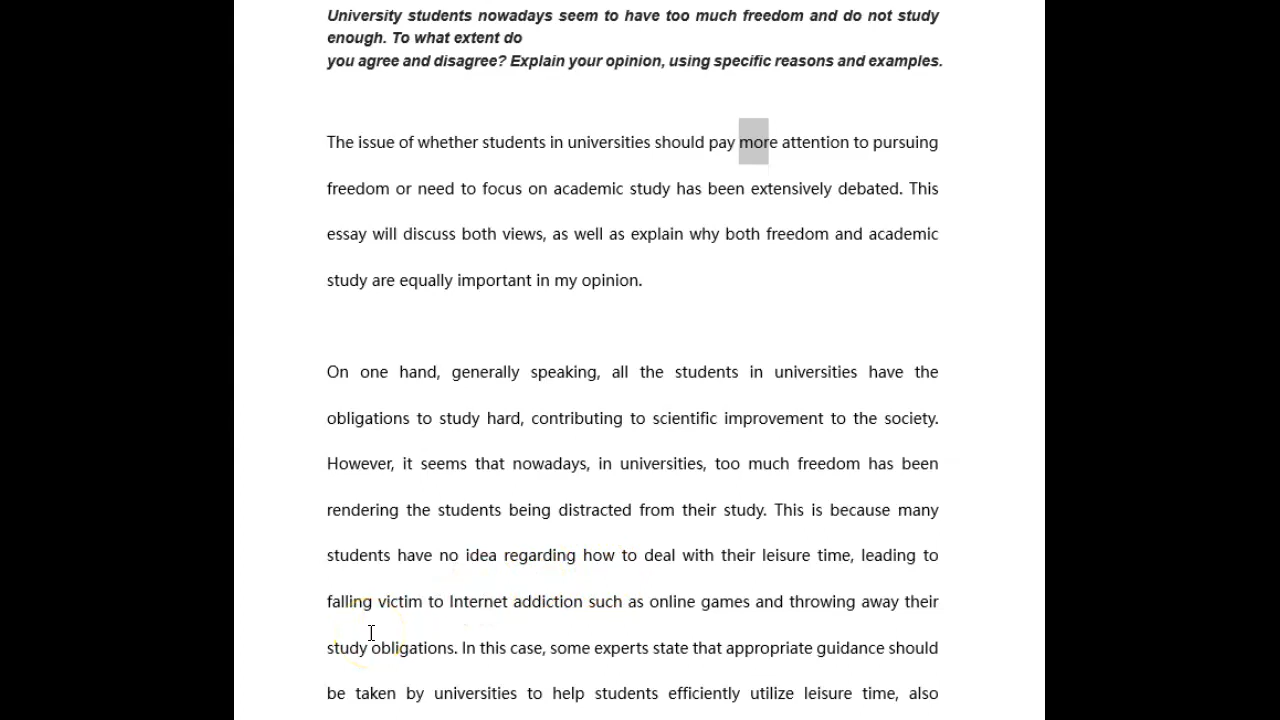 University students nowadays seem to have too much freedom and do not study
enough. To what extent do
you agree and disagree? Explain your opinion, using specific reasons and examples.
The issue of whether students in universities should pay more attention to pursuing
freedom or need to focus on academic study has been extensively debated. This
essay will discuss both views, as well as explain why both freedom and academic
study are equally important in my opinion.
On one hand, generally speaking, all the students in universities have the
obligations to study hard, contributing to scientific improvement to the society.
However, it seems that nowadays, in universities, too much freedom has been
rendering the students being distracted from their study. This is because many
students have no idea regarding how to deal with their leisure time, leading to
falling victim to Internet addiction such as online games and throwing away their
study obligations. In this case, some experts state that appropriate guidance should
be taken by universities to help students efficiently utilize leisure time, also